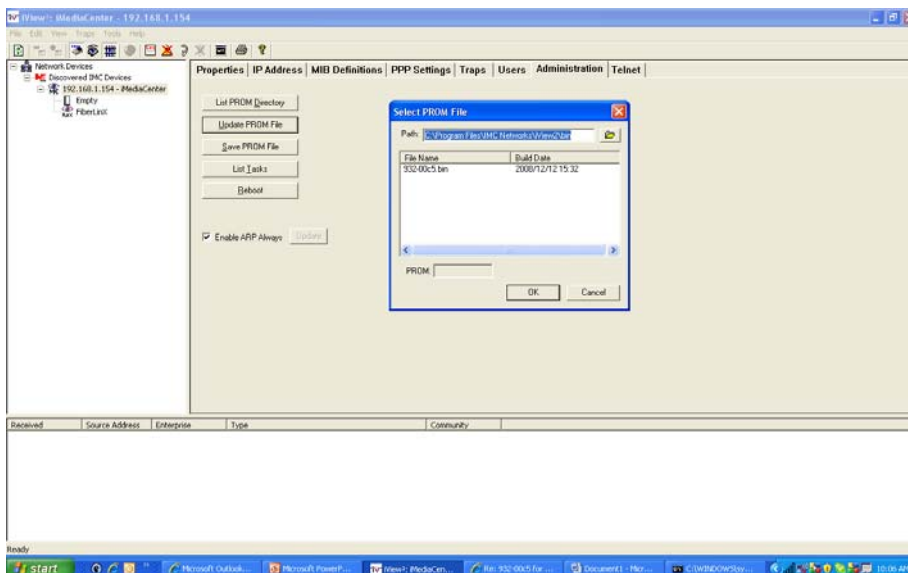 iView²: iMediaCenter - 192.168.1.154
File Edit View Traps Tools Help
Network Devices
Discovered IMC Devices
192.168.1.154 - iMediaCenter
Empty
FiberLinX
Properties IP Address MIB Definitions PPP Settings Traps Users Administration Telnet
List PROM Directory
Update PROM File
Save PROM File
List Tasks
Reboot
Enable ARP Always Update
Select PROM File
Path: C:\Program Files\IMC Networks\iView2\bin
File Name Build Date
932-00c5.bin 2008/12/12 15:32
PROM:
OK Cancel
Received Source Address Enterprise Type Community
Ready
start Microsoft Outlook... Microsoft PowerP... iView²: iMediaCen... Re: 932-00c5 for ... Document1 - Micr... C:\WINDOWS\sy... 10:06 AM